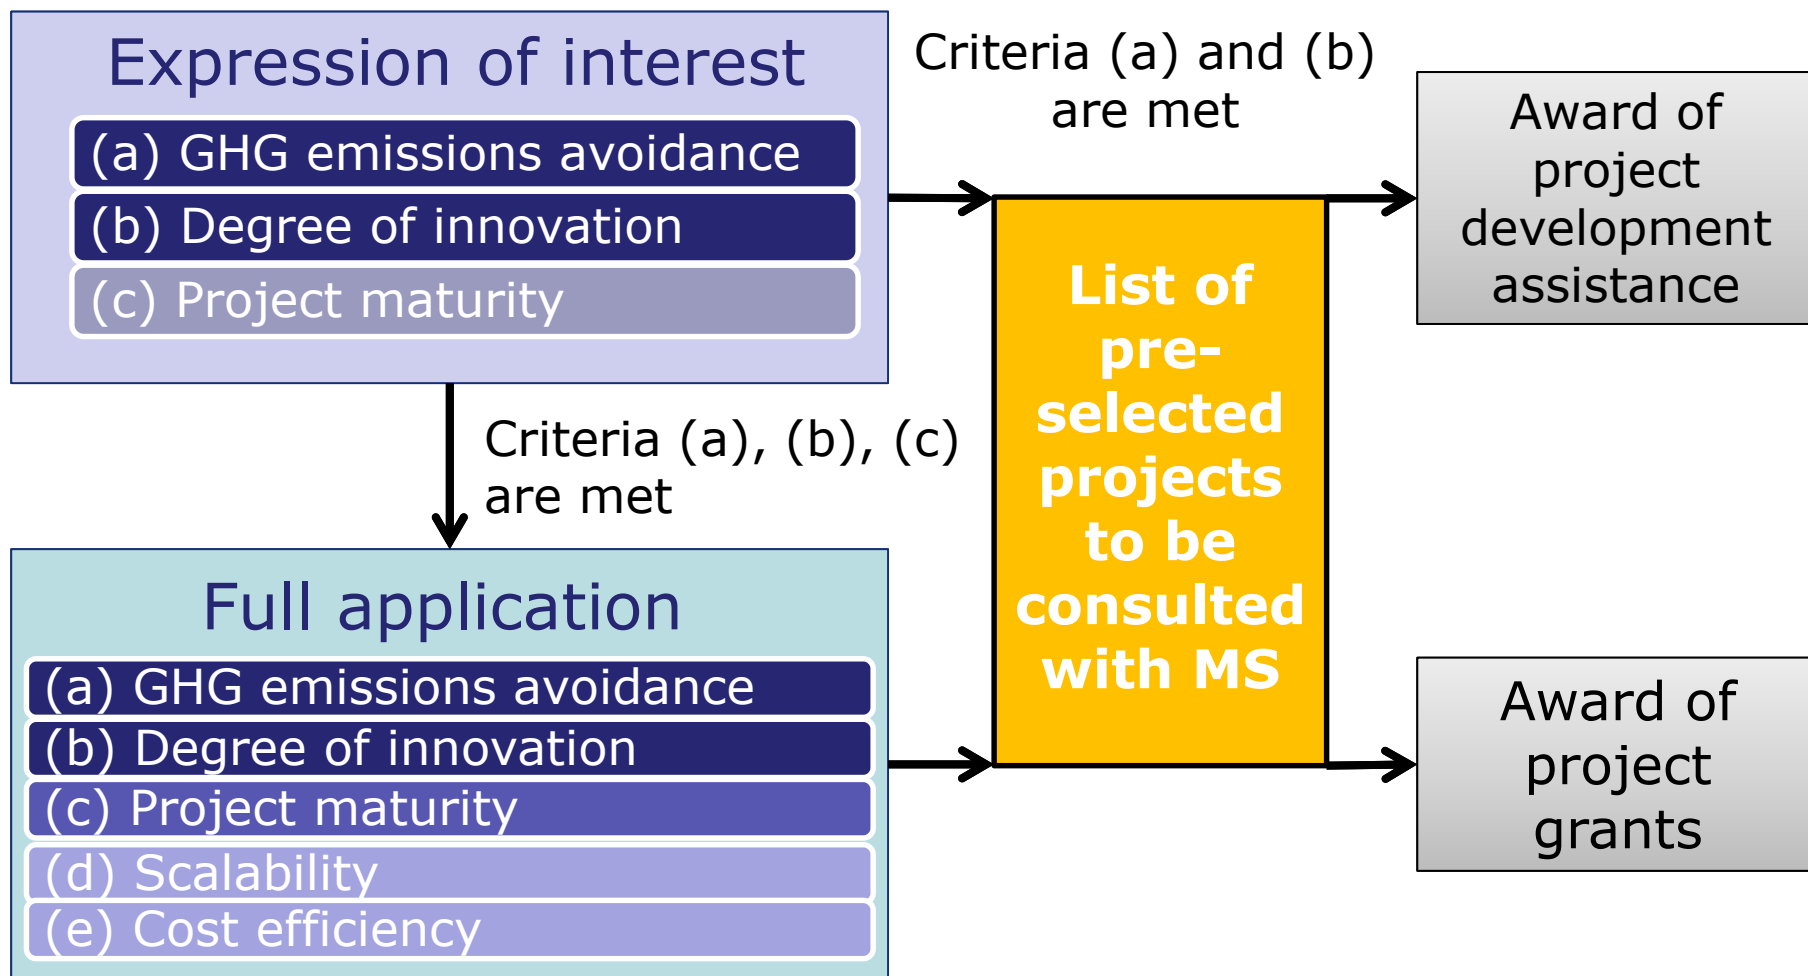 Expression of interest
(a) GHG emissions avoidance
(b) Degree of innovation
(c) Project maturity
Criteria (a) and (b)
are met
Award of
project
development
assistance
List of
pre-
selected
projects
to be
consulted
with MS
Criteria (a), (b), (c)
are met
Full application
(a) GHG emissions avoidance
(b) Degree of innovation
(c) Project maturity
(d) Scalability
(e) Cost efficiency
Award of
project
grants